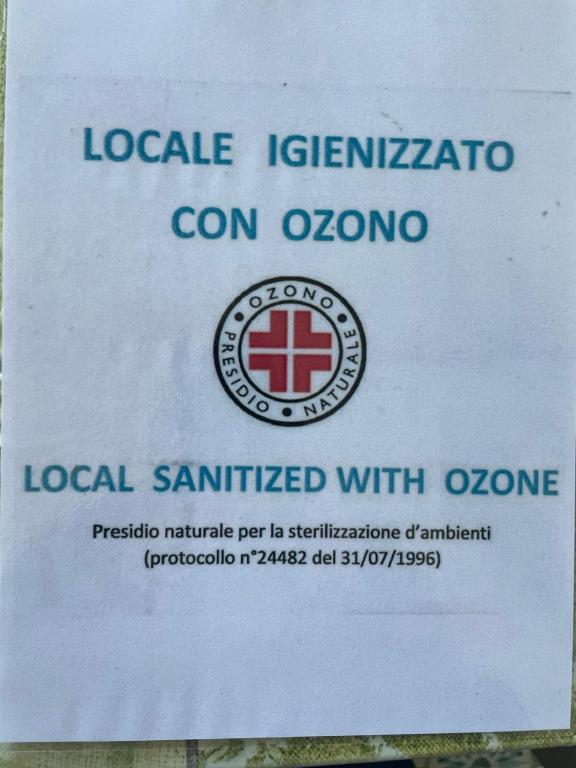 LOCALE IGIENIZZATO
CON OZONO
OZONO
PRESIDIO NATURALE
LOCAL SANITIZED WITH OZONE
Presidio naturale per la sterilizzazione d'ambienti
(protocollo n°24482 del 31/07/1996)